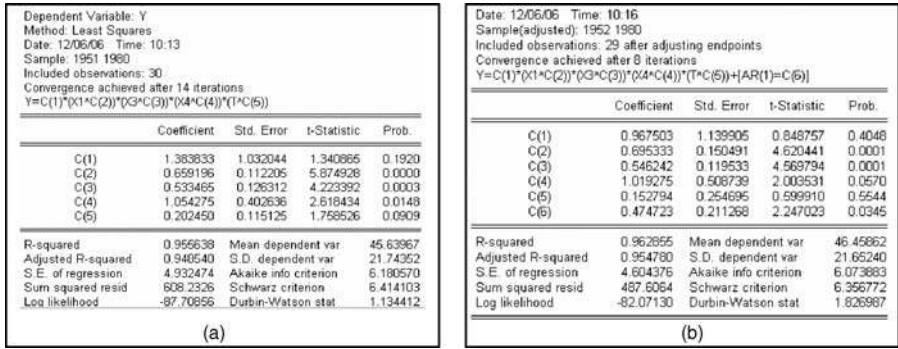 Dependent Variable: Y
Method: Least Squares
Date: 12/06/06 Time: 10:13
Sample: 1951 1980
Included observations: 30
Convergence achieved after 14 iterations
Y=C(1)*(X1^C(2))*(X3^C(3))*(X4^C(4))*(T^C(5))
Coefficient Std. Error t-Statistic Prob.
C(1) 1.383833 1.032044 1.340865 0.1920
C(2) 0.659196 0.112205 5.874928 0.0000
C(3) 0.533465 0.126312 4.223392 0.0003
C(4) 1.054275 0.402636 2.618434 0.0148
C(5) 0.202450 0.115125 1.758526 0.0909
R-squared 0.955638 Mean dependent var 45.63967
Adjusted R-squared 0.948540 S.D. dependent var 21.74352
S.E. of regression 4.932474 Akaike info criterion 6.180570
Sum squared resid 608.2326 Schwarz criterion 6.414103
Log likelihood -87.70856 Durbin-Watson stat 1.134412
(a)
Date: 12/06/06 Time: 10:16
Sample(adjusted): 1952 1980
Included observations: 29 after adjusting endpoints
Convergence achieved after 8 iterations
Y=C(1)*(X1^C(2))*(X3^C(3))*(X4^C(4))*(T^C(5))+[AR(1)=C(6)]
Coefficient Std. Error t-Statistic Prob.
C(1) 0.967503 1.139905 0.848757 0.4048
C(2) 0.695333 0.150491 4.620441 0.0001
C(3) 0.546242 0.119533 4.569794 0.0001
C(4) 1.019275 0.508739 2.003531 0.0570
C(5) 0.152794 0.254695 0.599910 0.5544
C(6) 0.474723 0.211268 2.247023 0.0345
R-squared 0.962855 Mean dependent var 46.45862
Adjusted R-squared 0.954780 S.D. dependent var 21.65240
S.E. of regression 4.604376 Akaike info criterion 6.073883
Sum squared resid 487.6064 Schwarz criterion 6.356772
Log likelihood -82.07130 Durbin-Watson stat 1.826987
(b)